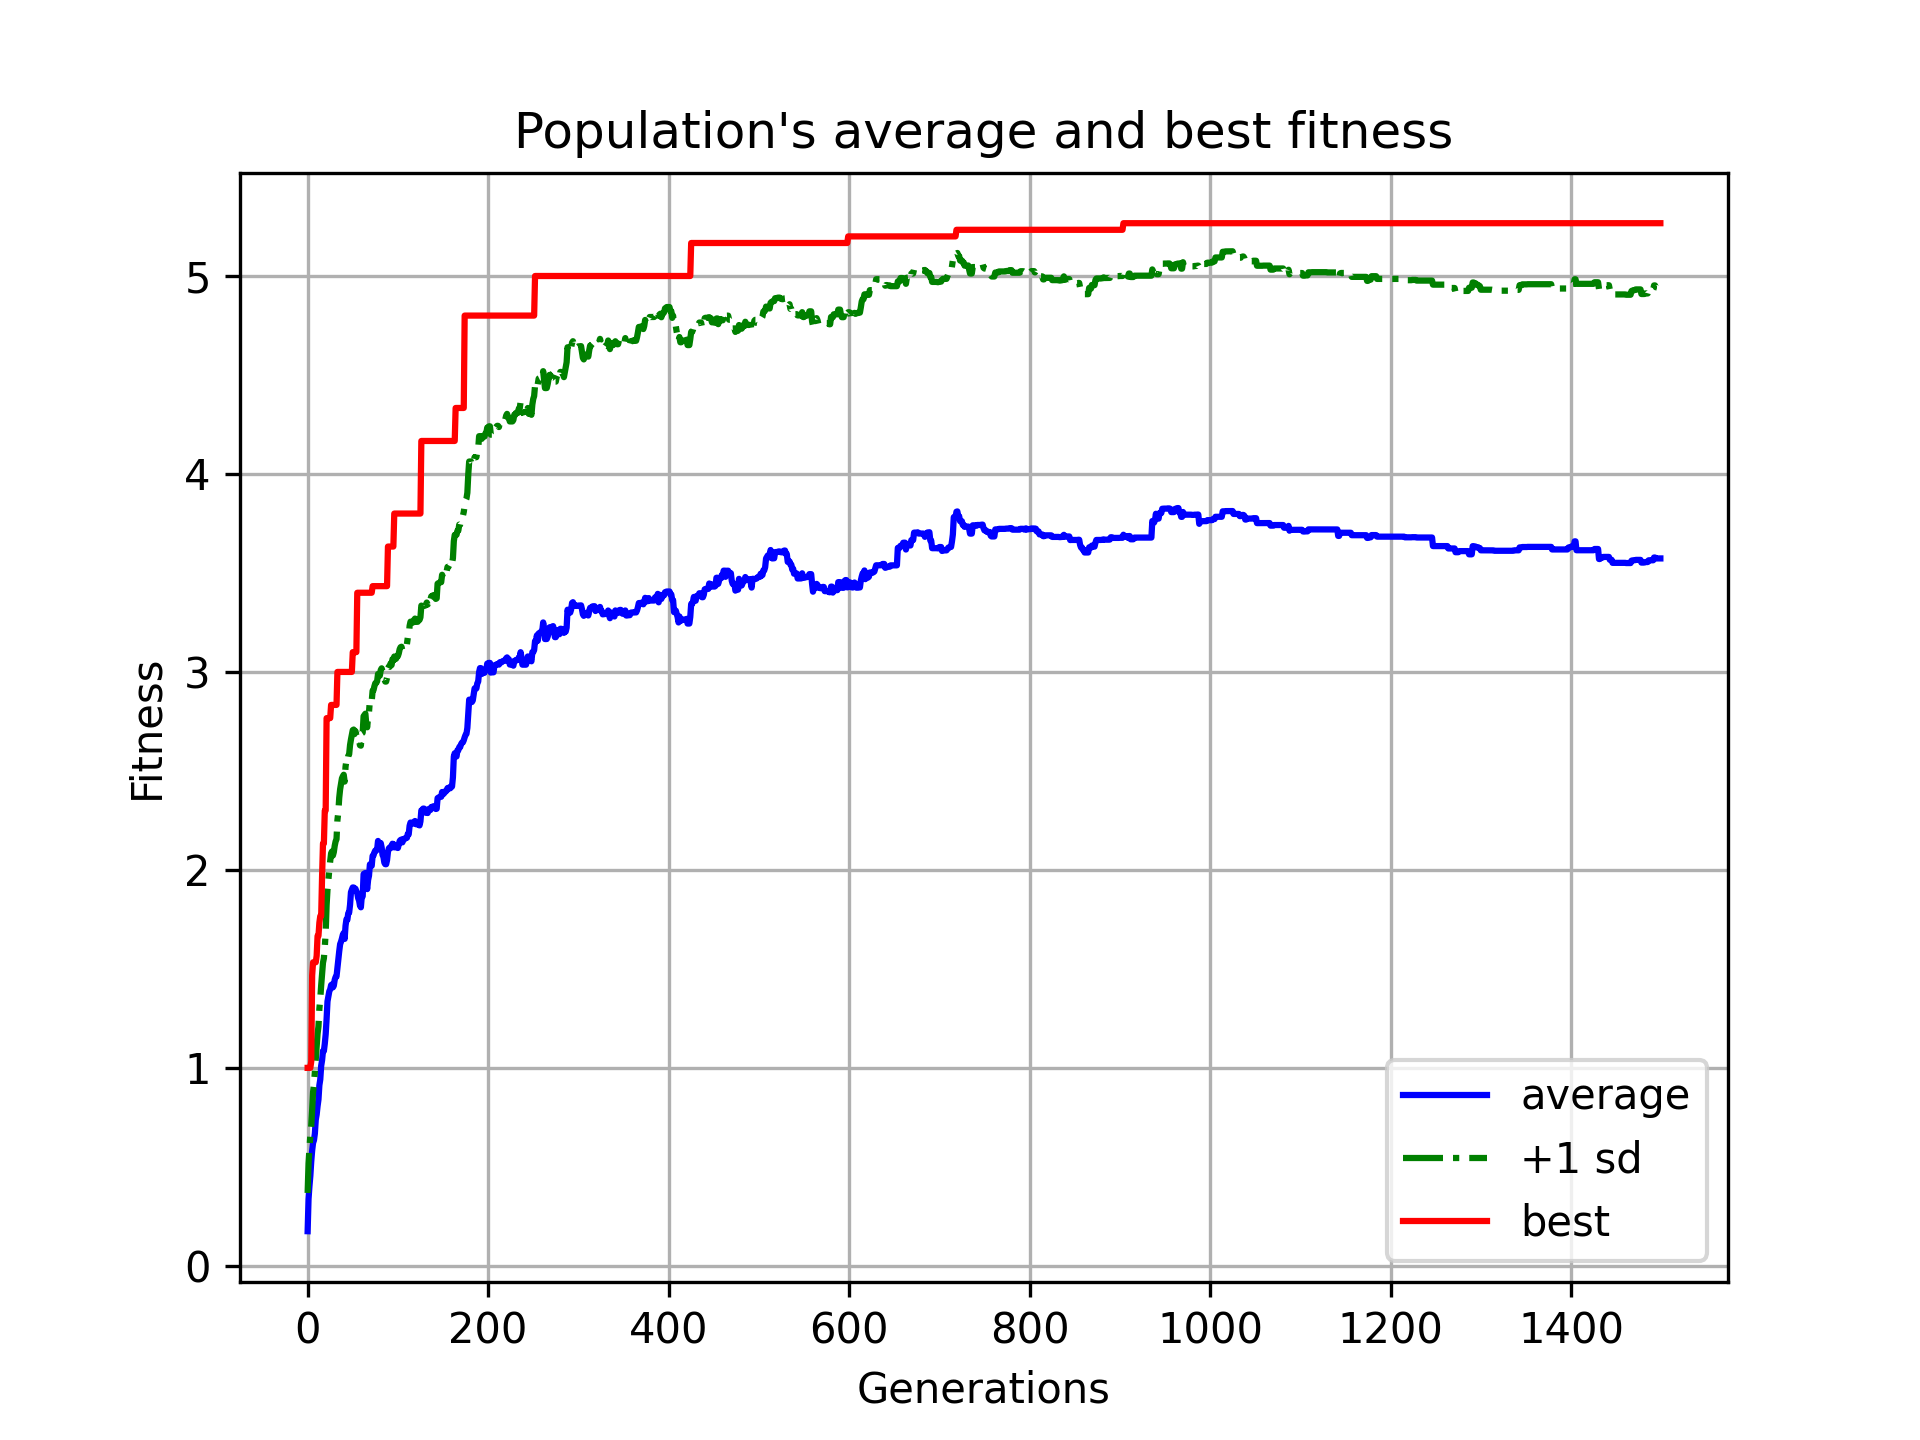 Population's average and best fitness
5
4
3
2
1
0
Fitness
0 200 400 600 800 1000 1200 1400
Generations
average
+1 sd
best